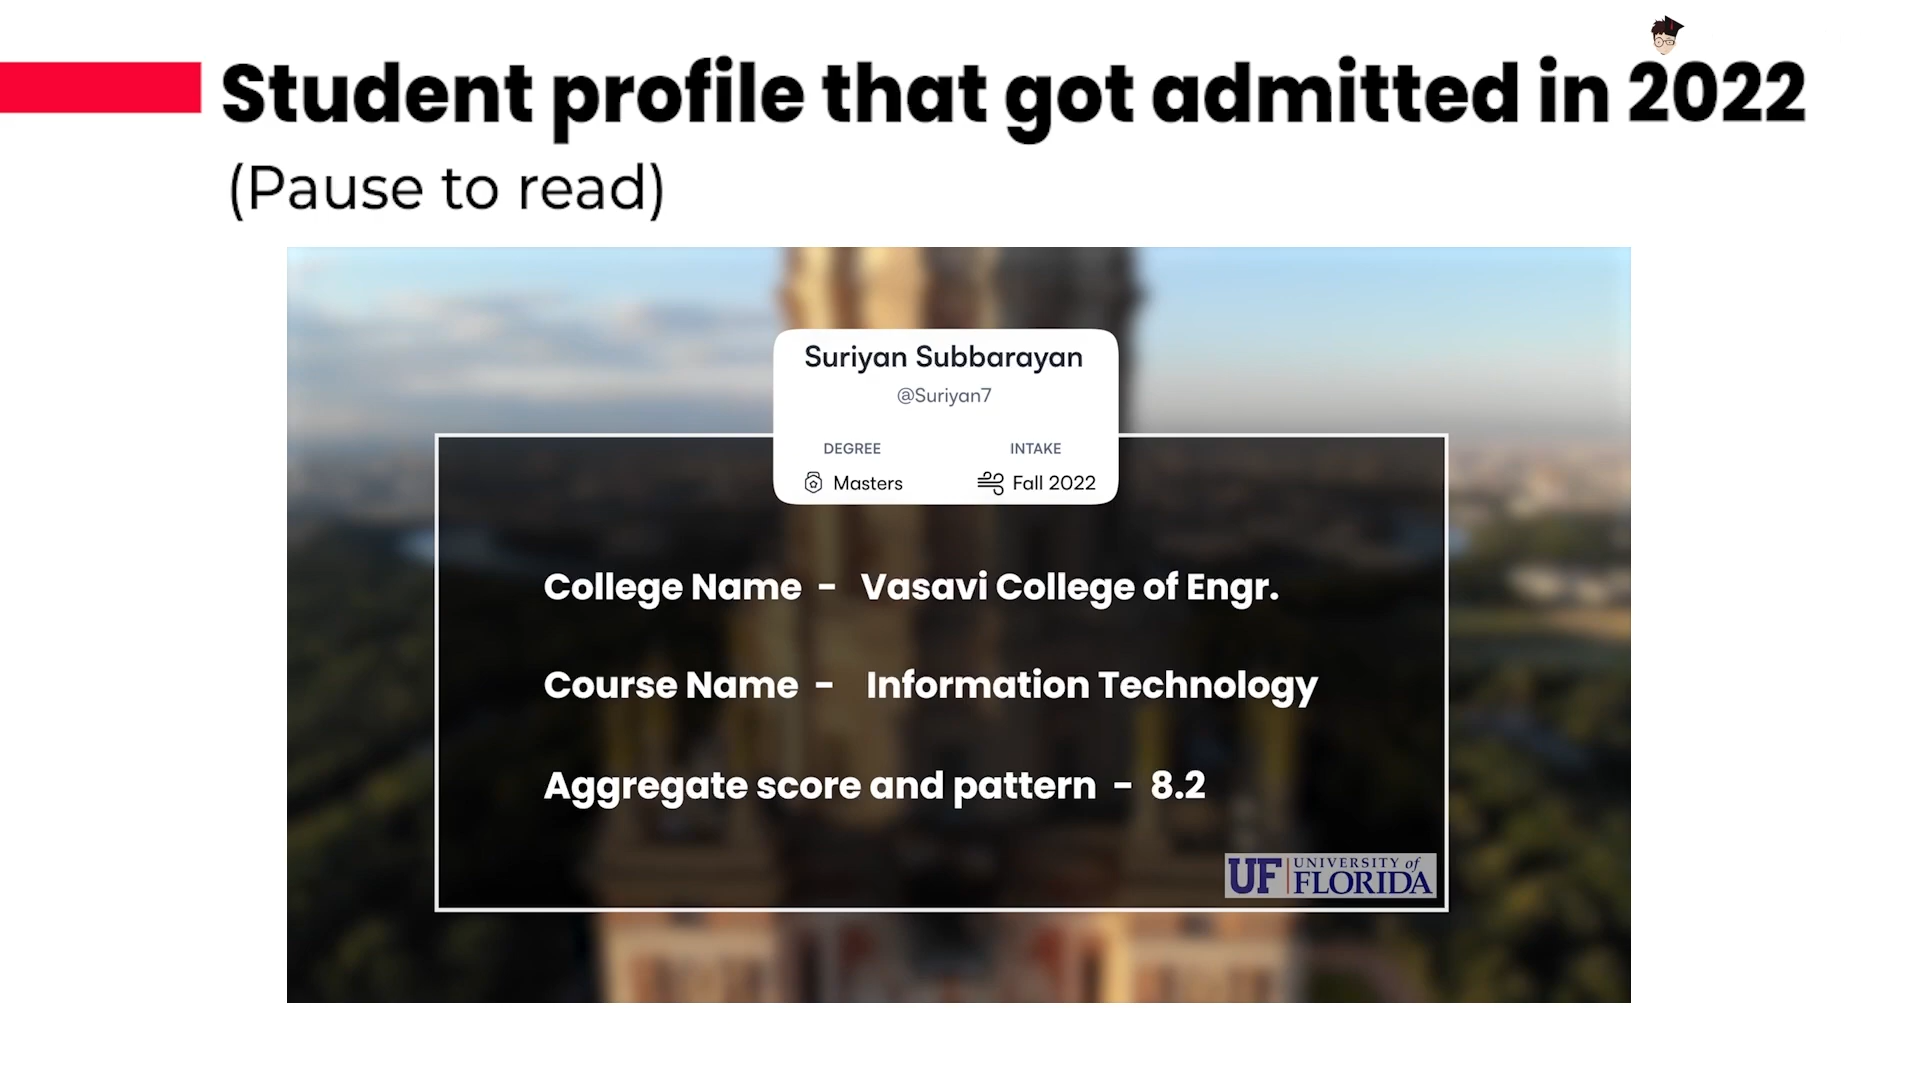 Student profile that got admitted in 2022
(Pause to read)
Suriyan Subbarayan
@Suriyan7
DEGREE INTAKE
Masters Fall 2022
College Name - Vasavi College of Engr.
Course Name - Information Technology
Aggregate score and pattern - 8.2
UF UNIVERSITY of
FLORIDA